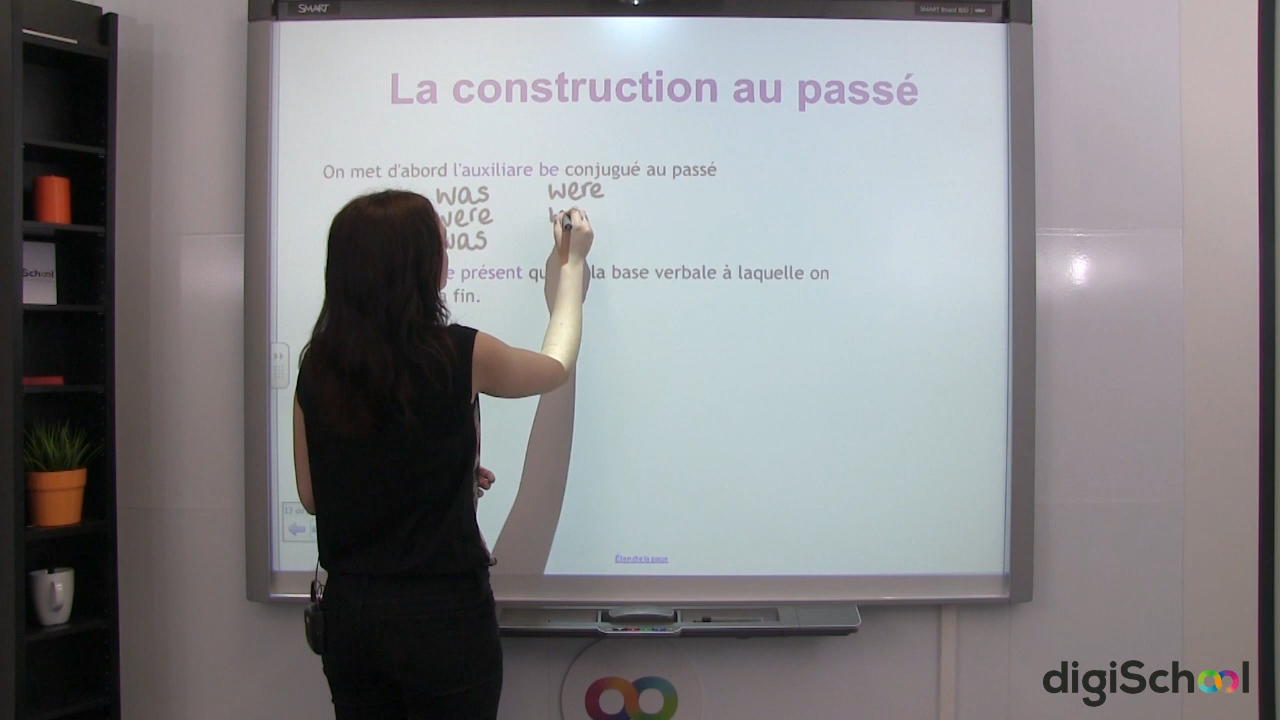 SMART
La construction au passé
On met d'abord l'auxiliare be conjugué au passé
was were
were
was
présent la base verbale à laquelle on
fin.
School
digiSchool